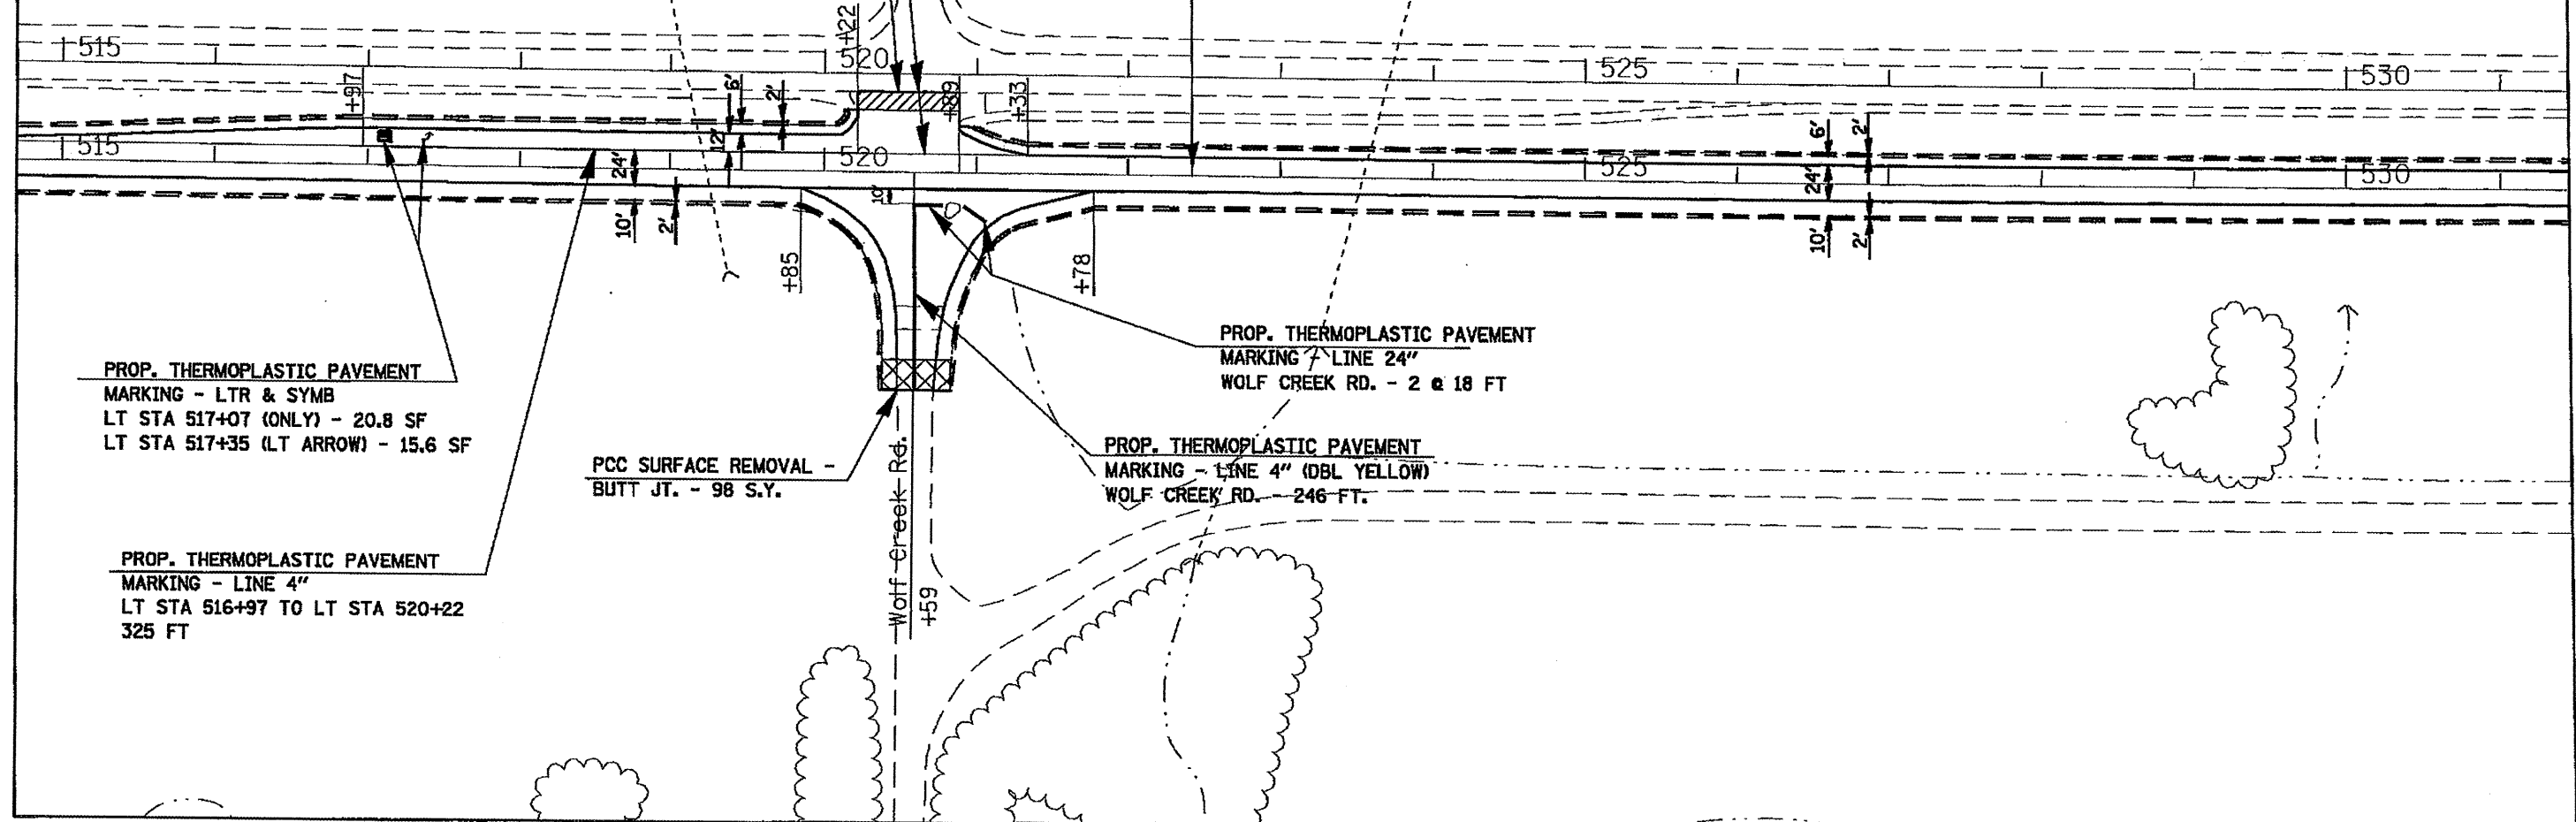 +22
515
520
525
530
+97
6'
2'
+89
+33
515
12'
520
24'
6'
2'
525
24'
530
10'
10'
2'
10'
2'
+85
+78
PROP. THERMOPLASTIC PAVEMENT
MARKING - LINE 24"
WOLF CREEK RD. - 2 @ 18 FT
PROP. THERMOPLASTIC PAVEMENT
MARKING - LTR & SYMB
LT STA 517+07 (ONLY) - 20.8 SF
LT STA 517+35 (LT ARROW) - 15.6 SF
PCC SURFACE REMOVAL -
BUTT JT. - 98 S.Y.
PROP. THERMOPLASTIC PAVEMENT
MARKING - LINE 4" (DBL YELLOW)
WOLF CREEK RD. - 246 FT.
Wolf Creek Rd.
+59
PROP. THERMOPLASTIC PAVEMENT
MARKING - LINE 4"
LT STA 516+97 TO LT STA 520+22
325 FT